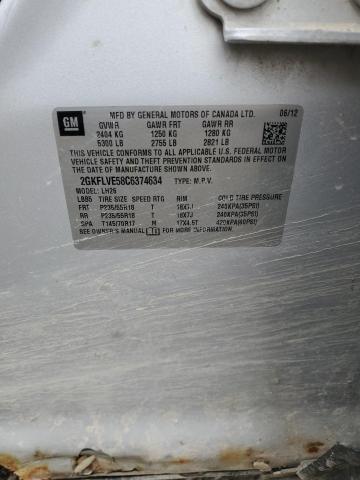 GM
MFD BY GENERAL MOTORS OF CANADA LTD. 06/12
GVWR GAWR FRT GAWR RR
2404 KG 1250 KG 1280 KG
5300 LB 2755 LB 2821 LB
THIS VEHICLE CONFORMS TO ALL
APPLICABLE U.S. FEDERAL MOTOR
VEHICLE SAFETY AND THEFT PREVENTION
STANDARDS IN EFFECT ON
THE DATE OF MANUFACTURE SHOWN ABOVE.
2GKFLVE58C6374634 TYPE: M.P.V.
MODEL: LH26
TIRE SIZE SPEED RTG RIM COLD TIRE PRESSURE
FRT P235/55R18 T 18X7J 240KPA(35PSI)
RR P235/55R18 T 18X7J 240KPA(35PSI)
SPA T145/70R17 M 17X4.5T 420KPA(60PSI)
SEE OWNER'S MANUAL FOR MORE INFORMATION.